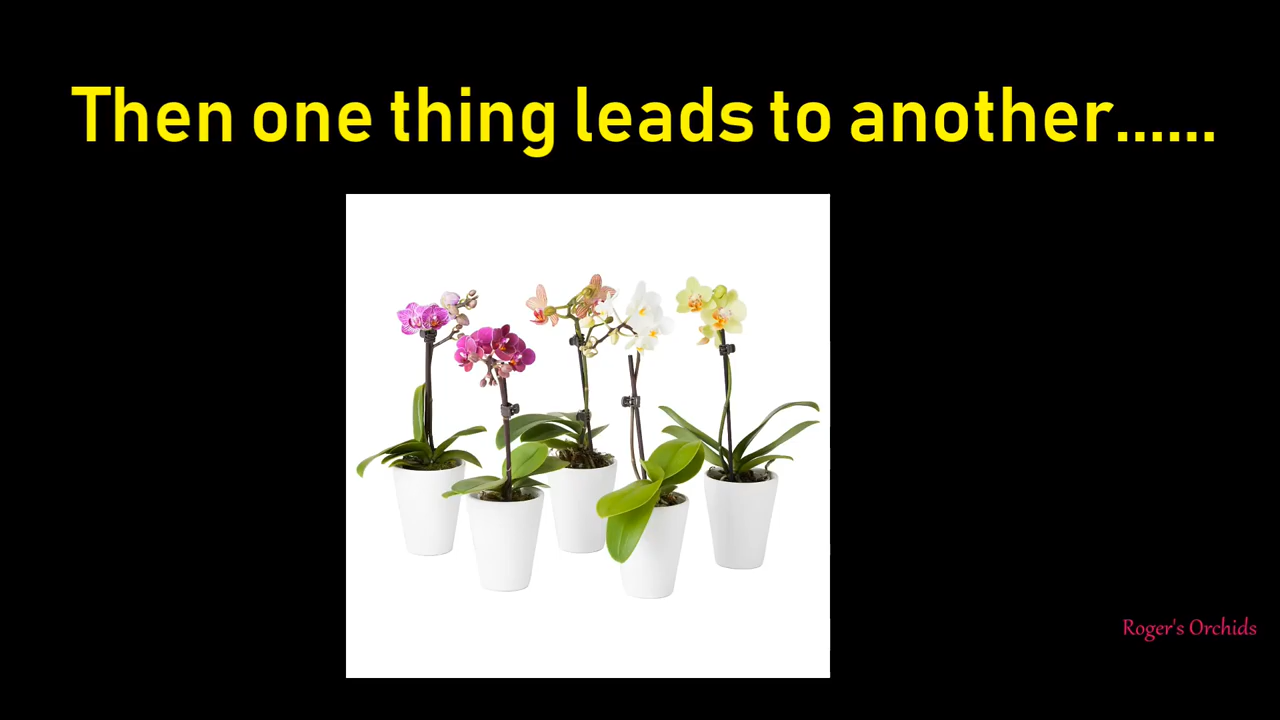 Then one thing leads to another......
Roger's Orchids